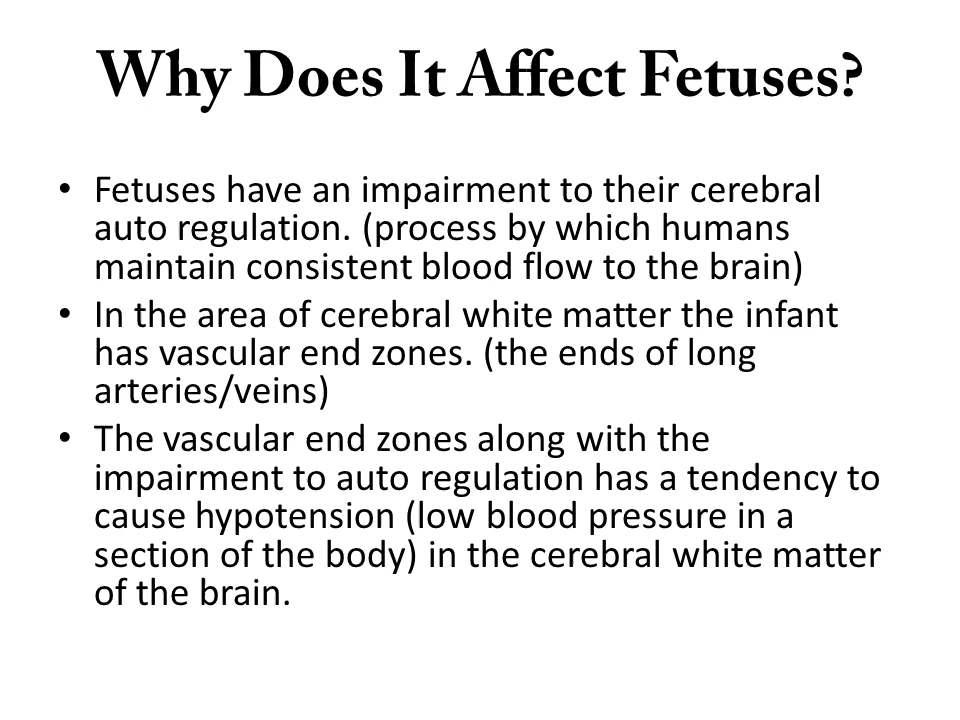 Why Does It Affect Fetuses?
• Fetuses have an impairment to their cerebral
auto regulation. (process by which humans
maintain consistent blood flow to the brain)
• In the area of cerebral white matter the infant
has vascular end zones. (the ends of long
arteries/veins)
• The vascular end zones along with the
impairment to auto regulation has a tendency to
cause hypotension (low blood pressure in a
section of the body) in the cerebral white matter
of the brain.